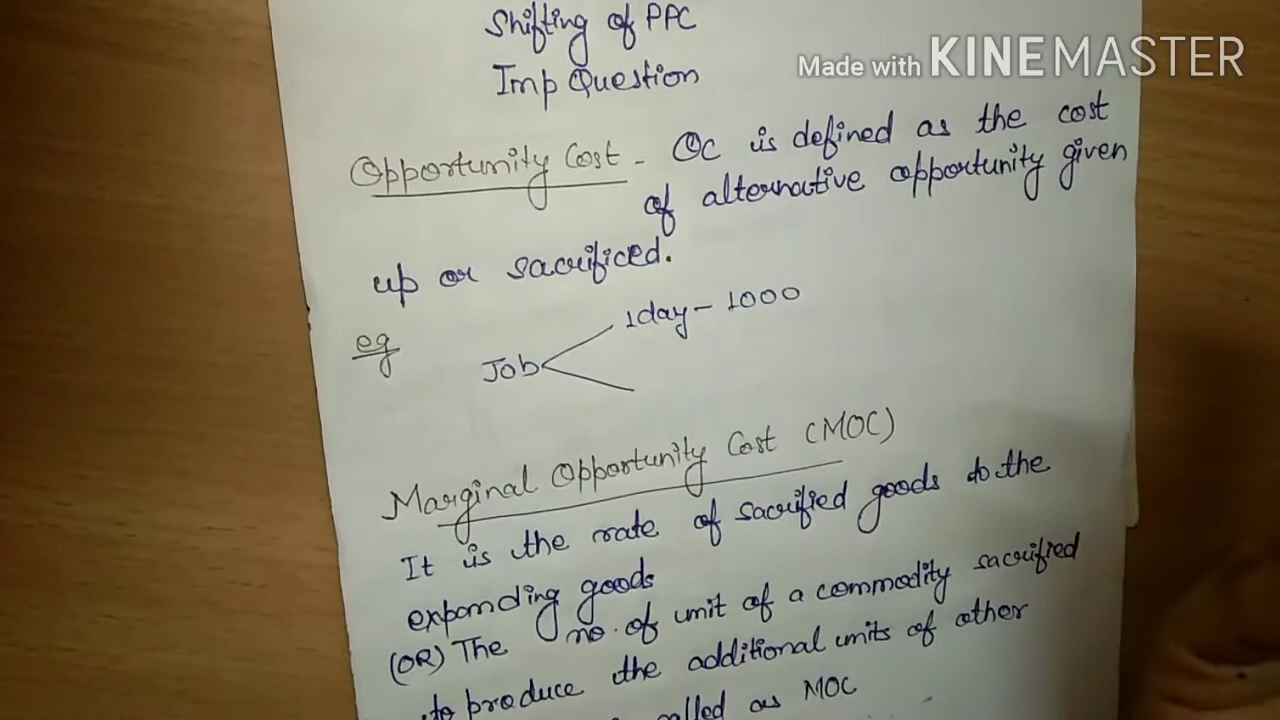 Shifting of PPC
Made with KINEMASTER
Imp Question
Opportunity Cost - OC is defined as the cost
of alternative opportunity given
up or sacrificed.
eg
Job
1day - 1000
Marginal Opportunity Cost (MOC)
It is the rate of sacrified goods to the
expanding goods
(OR) The no. of unit of a commodity sacrified
to produce the additional units of other
called as MOC